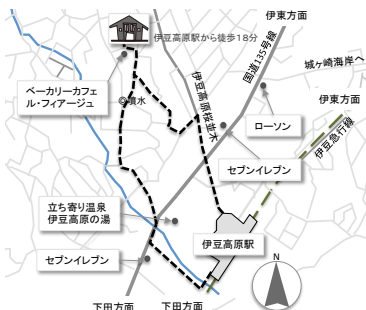 伊東方面
伊豆高原駅から徒歩18分
国道135号線
城ヶ崎海岸へ
伊豆高原桜並木
ベーカリーカフェ
ル・フィアージュ
◎噴水
伊東方面
ローソン
伊豆急行線
セブンイレブン
立ち寄り温泉
伊豆高原の湯
伊豆高原駅
セブンイレブン
N
下田方面
下田方面